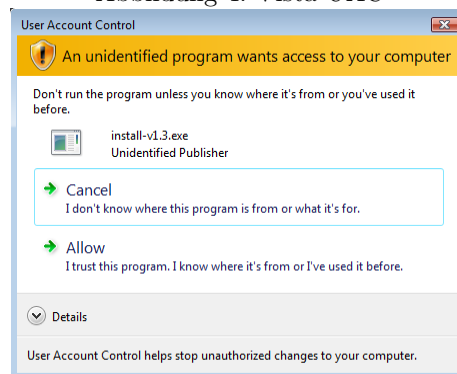 User Account Control
An unidentified program wants access to your computer
Don't run the program unless you know where it's from or you've used it
before.
install-v1.3.exe
Unidentified Publisher
Cancel
I don't know where this program is from or what it's for.
Allow
I trust this program. I know where it's from or I've used it before.
Details
User Account Control helps stop unauthorized changes to your computer.